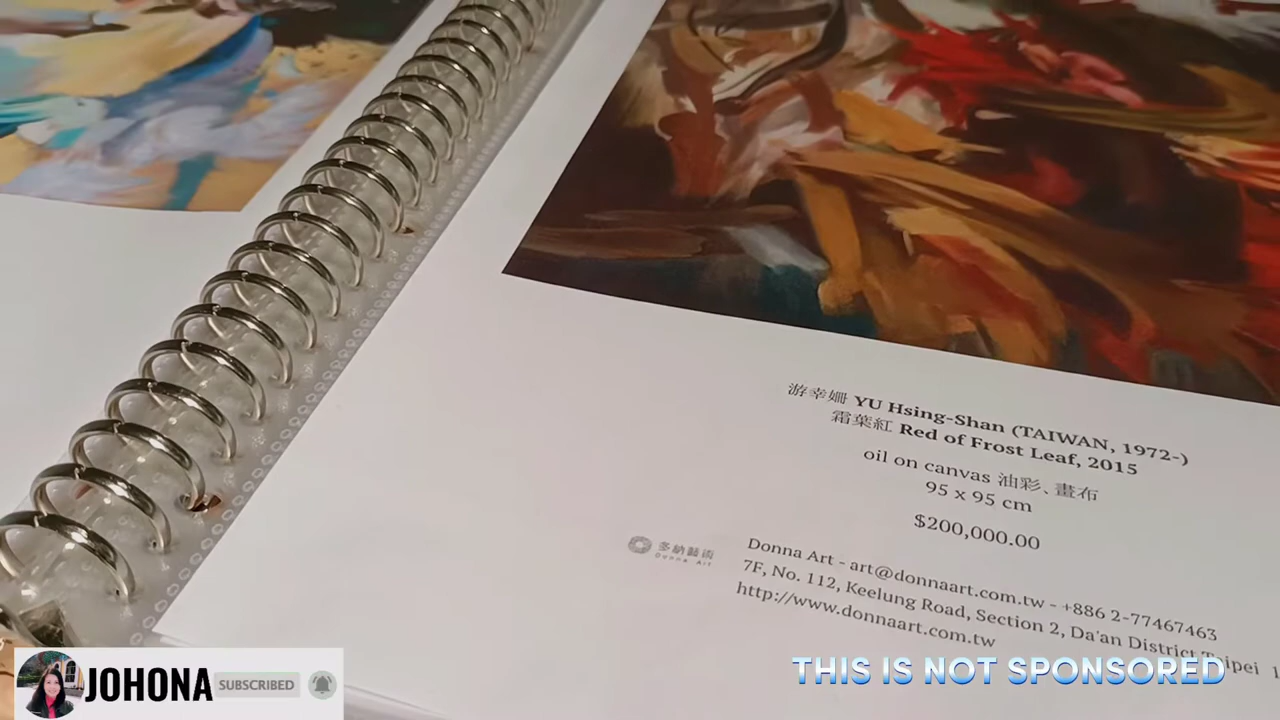 游幸姍 YU Hsing-Shan (TAIWAN, 1972-)
霜葉紅 Red of Frost Leaf, 2015
oil on canvas 油彩、畫布
95 x 95 cm
$200,000.00
多納藝術
Donna Art
Donna Art - art@donnaart.com.tw - +886 2-77467463
7F, No. 112, Keelung Road, Section 2, Da'an District Taipei
http://www.donnaart.com.tw
JOHONA
SUBSCRIBED
THIS IS NOT SPONSORED